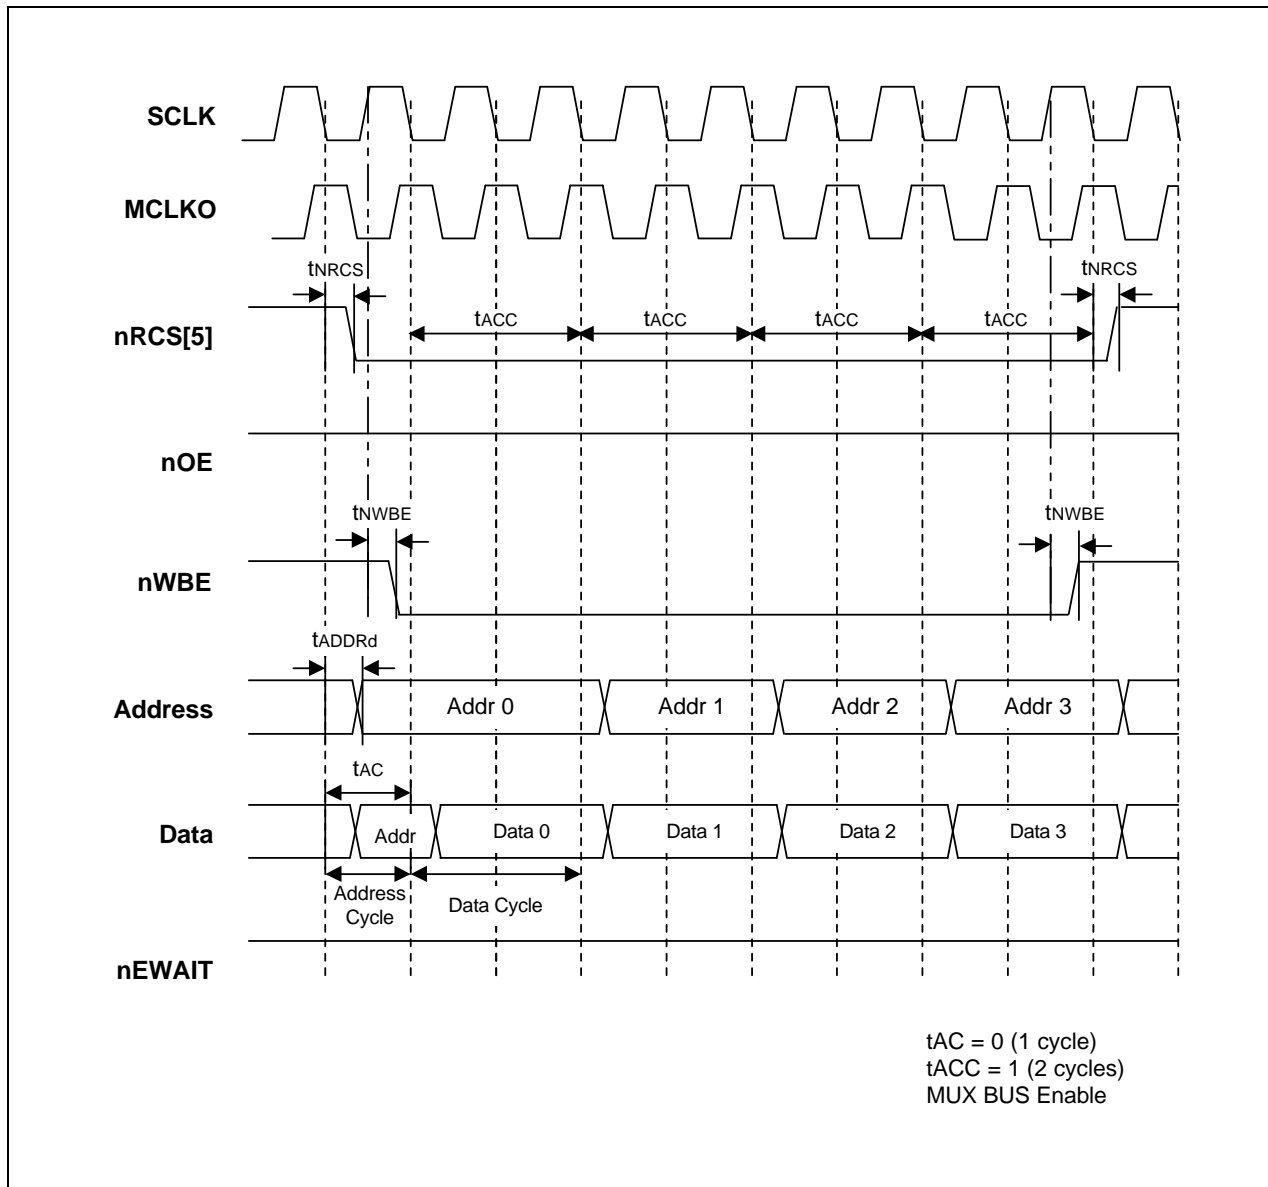 SCLK
MCLKO
tNRCS
tNRCS
nRCS[5]
tACC
tACC
tACC
tACC
nOE
tNWBE
tNWBE
nWBE
tADDRd
Address
Addr 0
Addr 1
Addr 2
Addr 3
tAC
Data
Addr
Data 0
Data 1
Data 2
Data 3
Address
Cycle
Data Cycle
nEWAIT
tAC = 0 (1 cycle)
tACC = 1 (2 cycles)
MUX BUS Enable